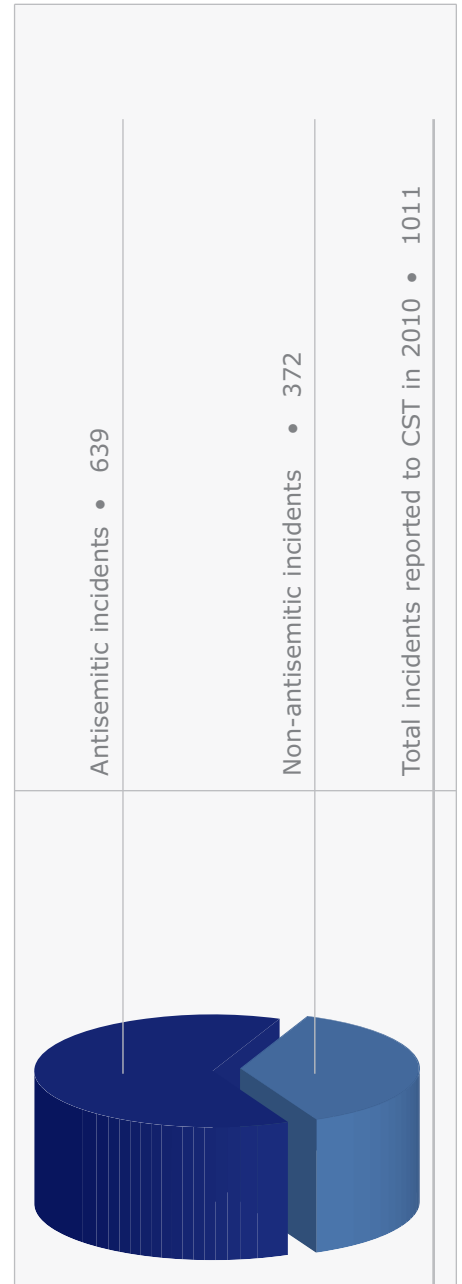 Antisemitic incidents • 639
Non-antisemitic incidents • 372
Total incidents reported to CST in 2010 • 1011